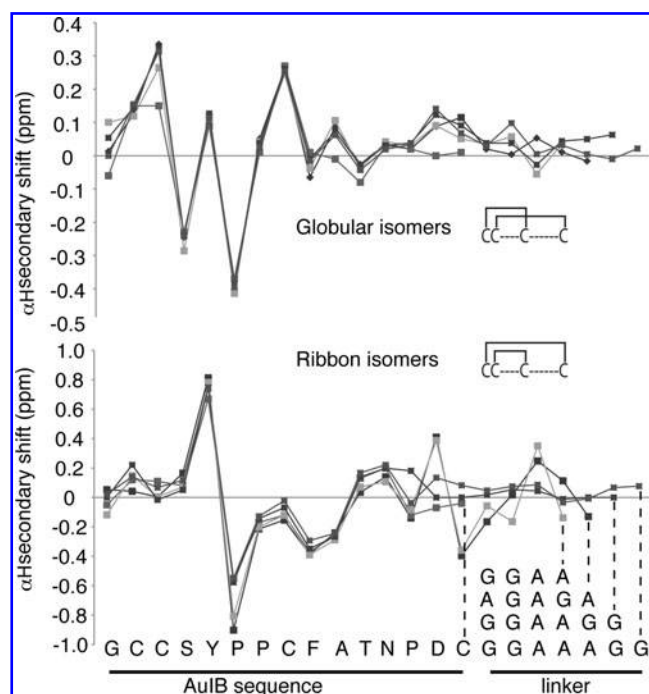 0.4
0.3
0.2
0.1
0
-0.1
-0.2
-0.3
-0.4
-0.5
αHsecondary shift (ppm)
Globular isomers
CC----C-----C
1.0
0.8
0.6
0.4
0.2
0
-0.2
-0.4
-0.6
-0.8
-1.0
αHsecondary shift (ppm)
Ribbon isomers
CC----C-----C
G G A A
A G A G A
G G A A G G
G C C S Y P P C F A T N P D C G G A A A G G
AuIB sequence linker